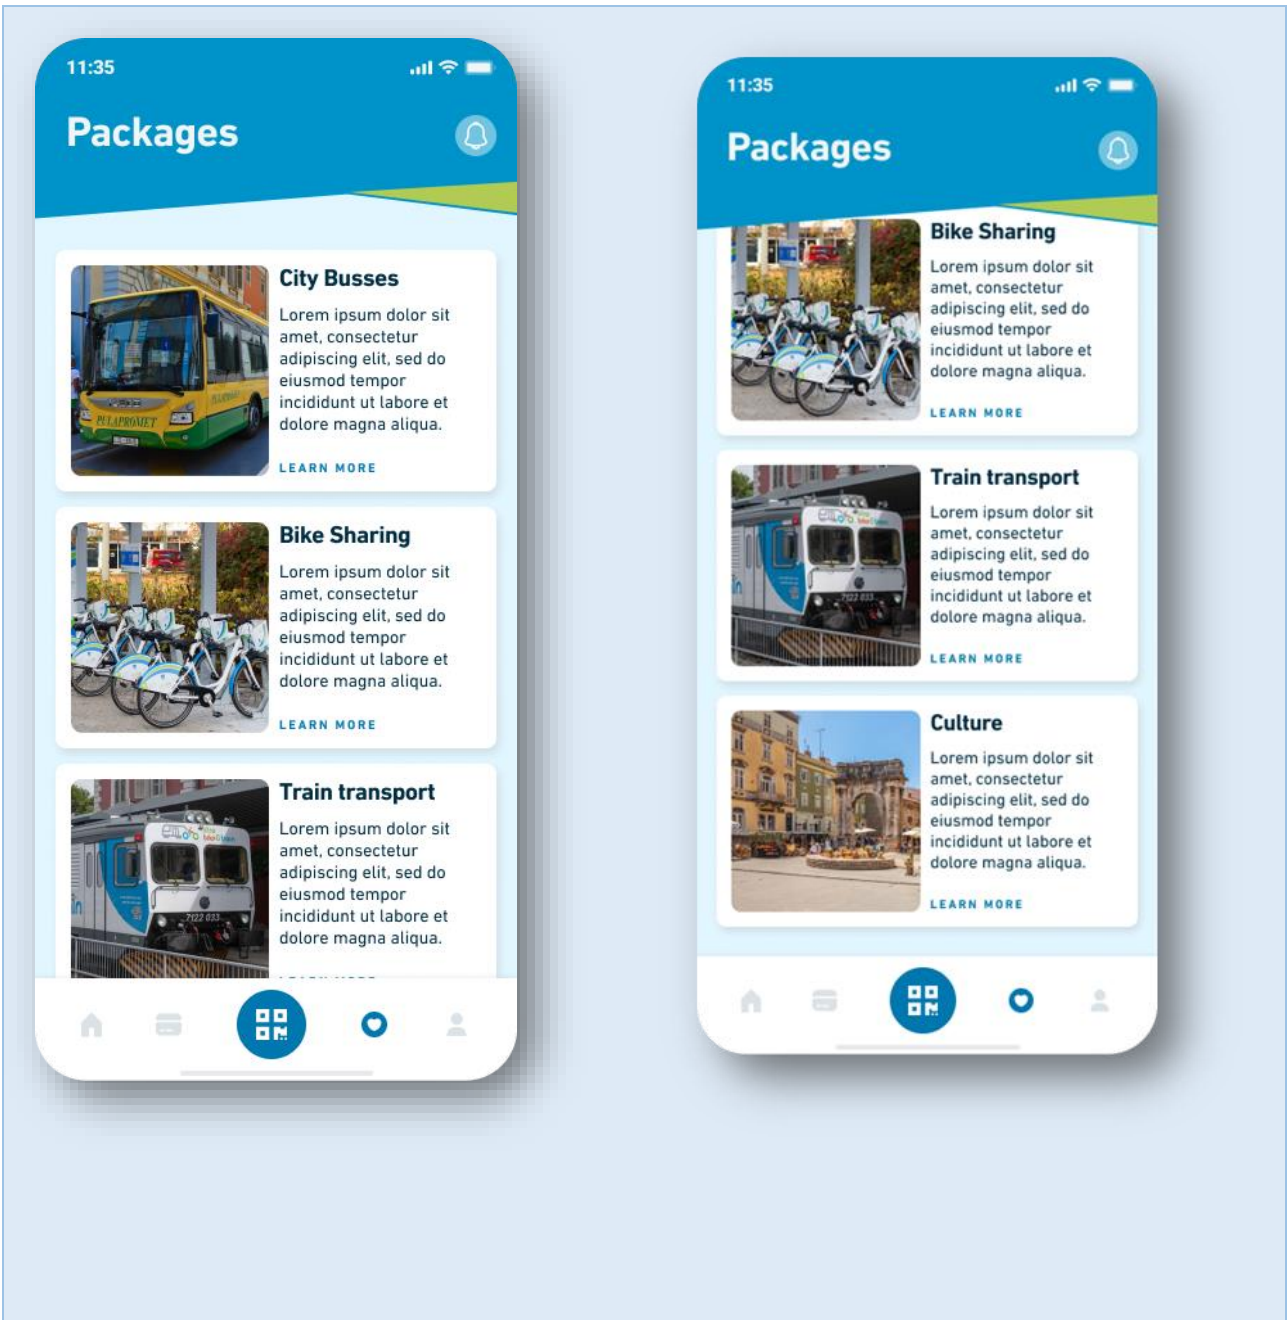 11:35
Packages
City Busses
Lorem ipsum dolor sit
amet, consectetur
adipiscing elit, sed do
eiusmod tempor
incididunt ut labore et
dolore magna aliqua.
LEARN MORE
PULAPROMET
Bike Sharing
Lorem ipsum dolor sit
amet, consectetur
adipiscing elit, sed do
eiusmod tempor
incididunt ut labore et
dolore magna aliqua.
LEARN MORE
Train transport
Lorem ipsum dolor sit
amet, consectetur
adipiscing elit, sed do
eiusmod tempor
incididunt ut labore et
dolore magna aliqua.
7122 033
11:35
Packages
Bike Sharing
Lorem ipsum dolor sit
amet, consectetur
adipiscing elit, sed do
eiusmod tempor
incididunt ut labore et
dolore magna aliqua.
LEARN MORE
Train transport
Lorem ipsum dolor sit
amet, consectetur
adipiscing elit, sed do
eiusmod tempor
incididunt ut labore et
dolore magna aliqua.
LEARN MORE
7122 033
Culture
Lorem ipsum dolor sit
amet, consectetur
adipiscing elit, sed do
eiusmod tempor
incididunt ut labore et
dolore magna aliqua.
LEARN MORE